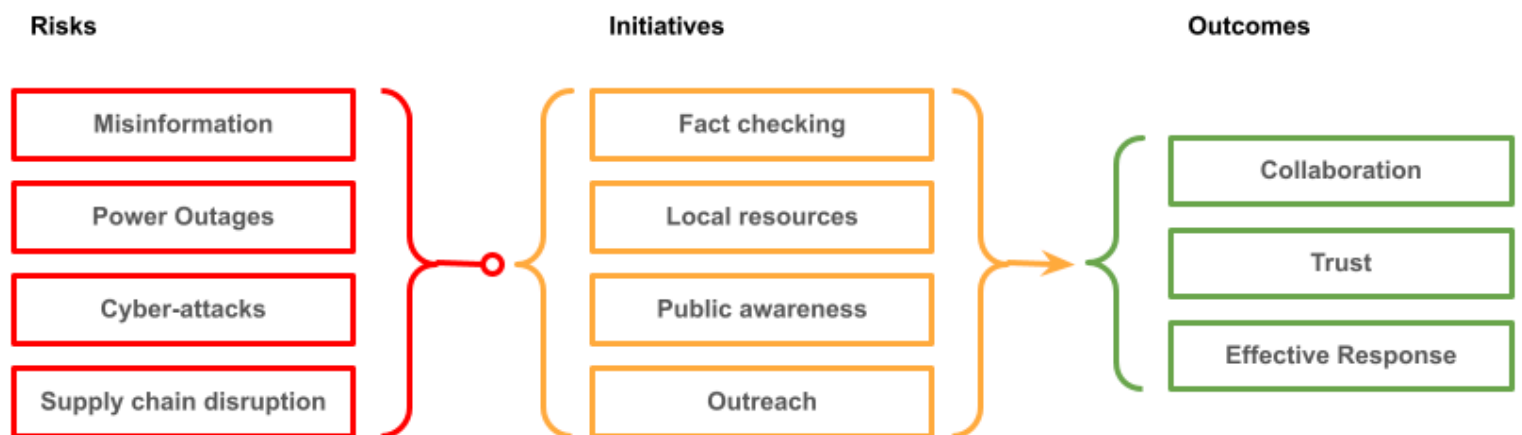 Risks
Initiatives
Outcomes
Misinformation
Power Outages
Cyber-attacks
Supply chain disruption
Fact checking
Local resources
Public awareness
Outreach
Collaboration
Trust
Effective Response